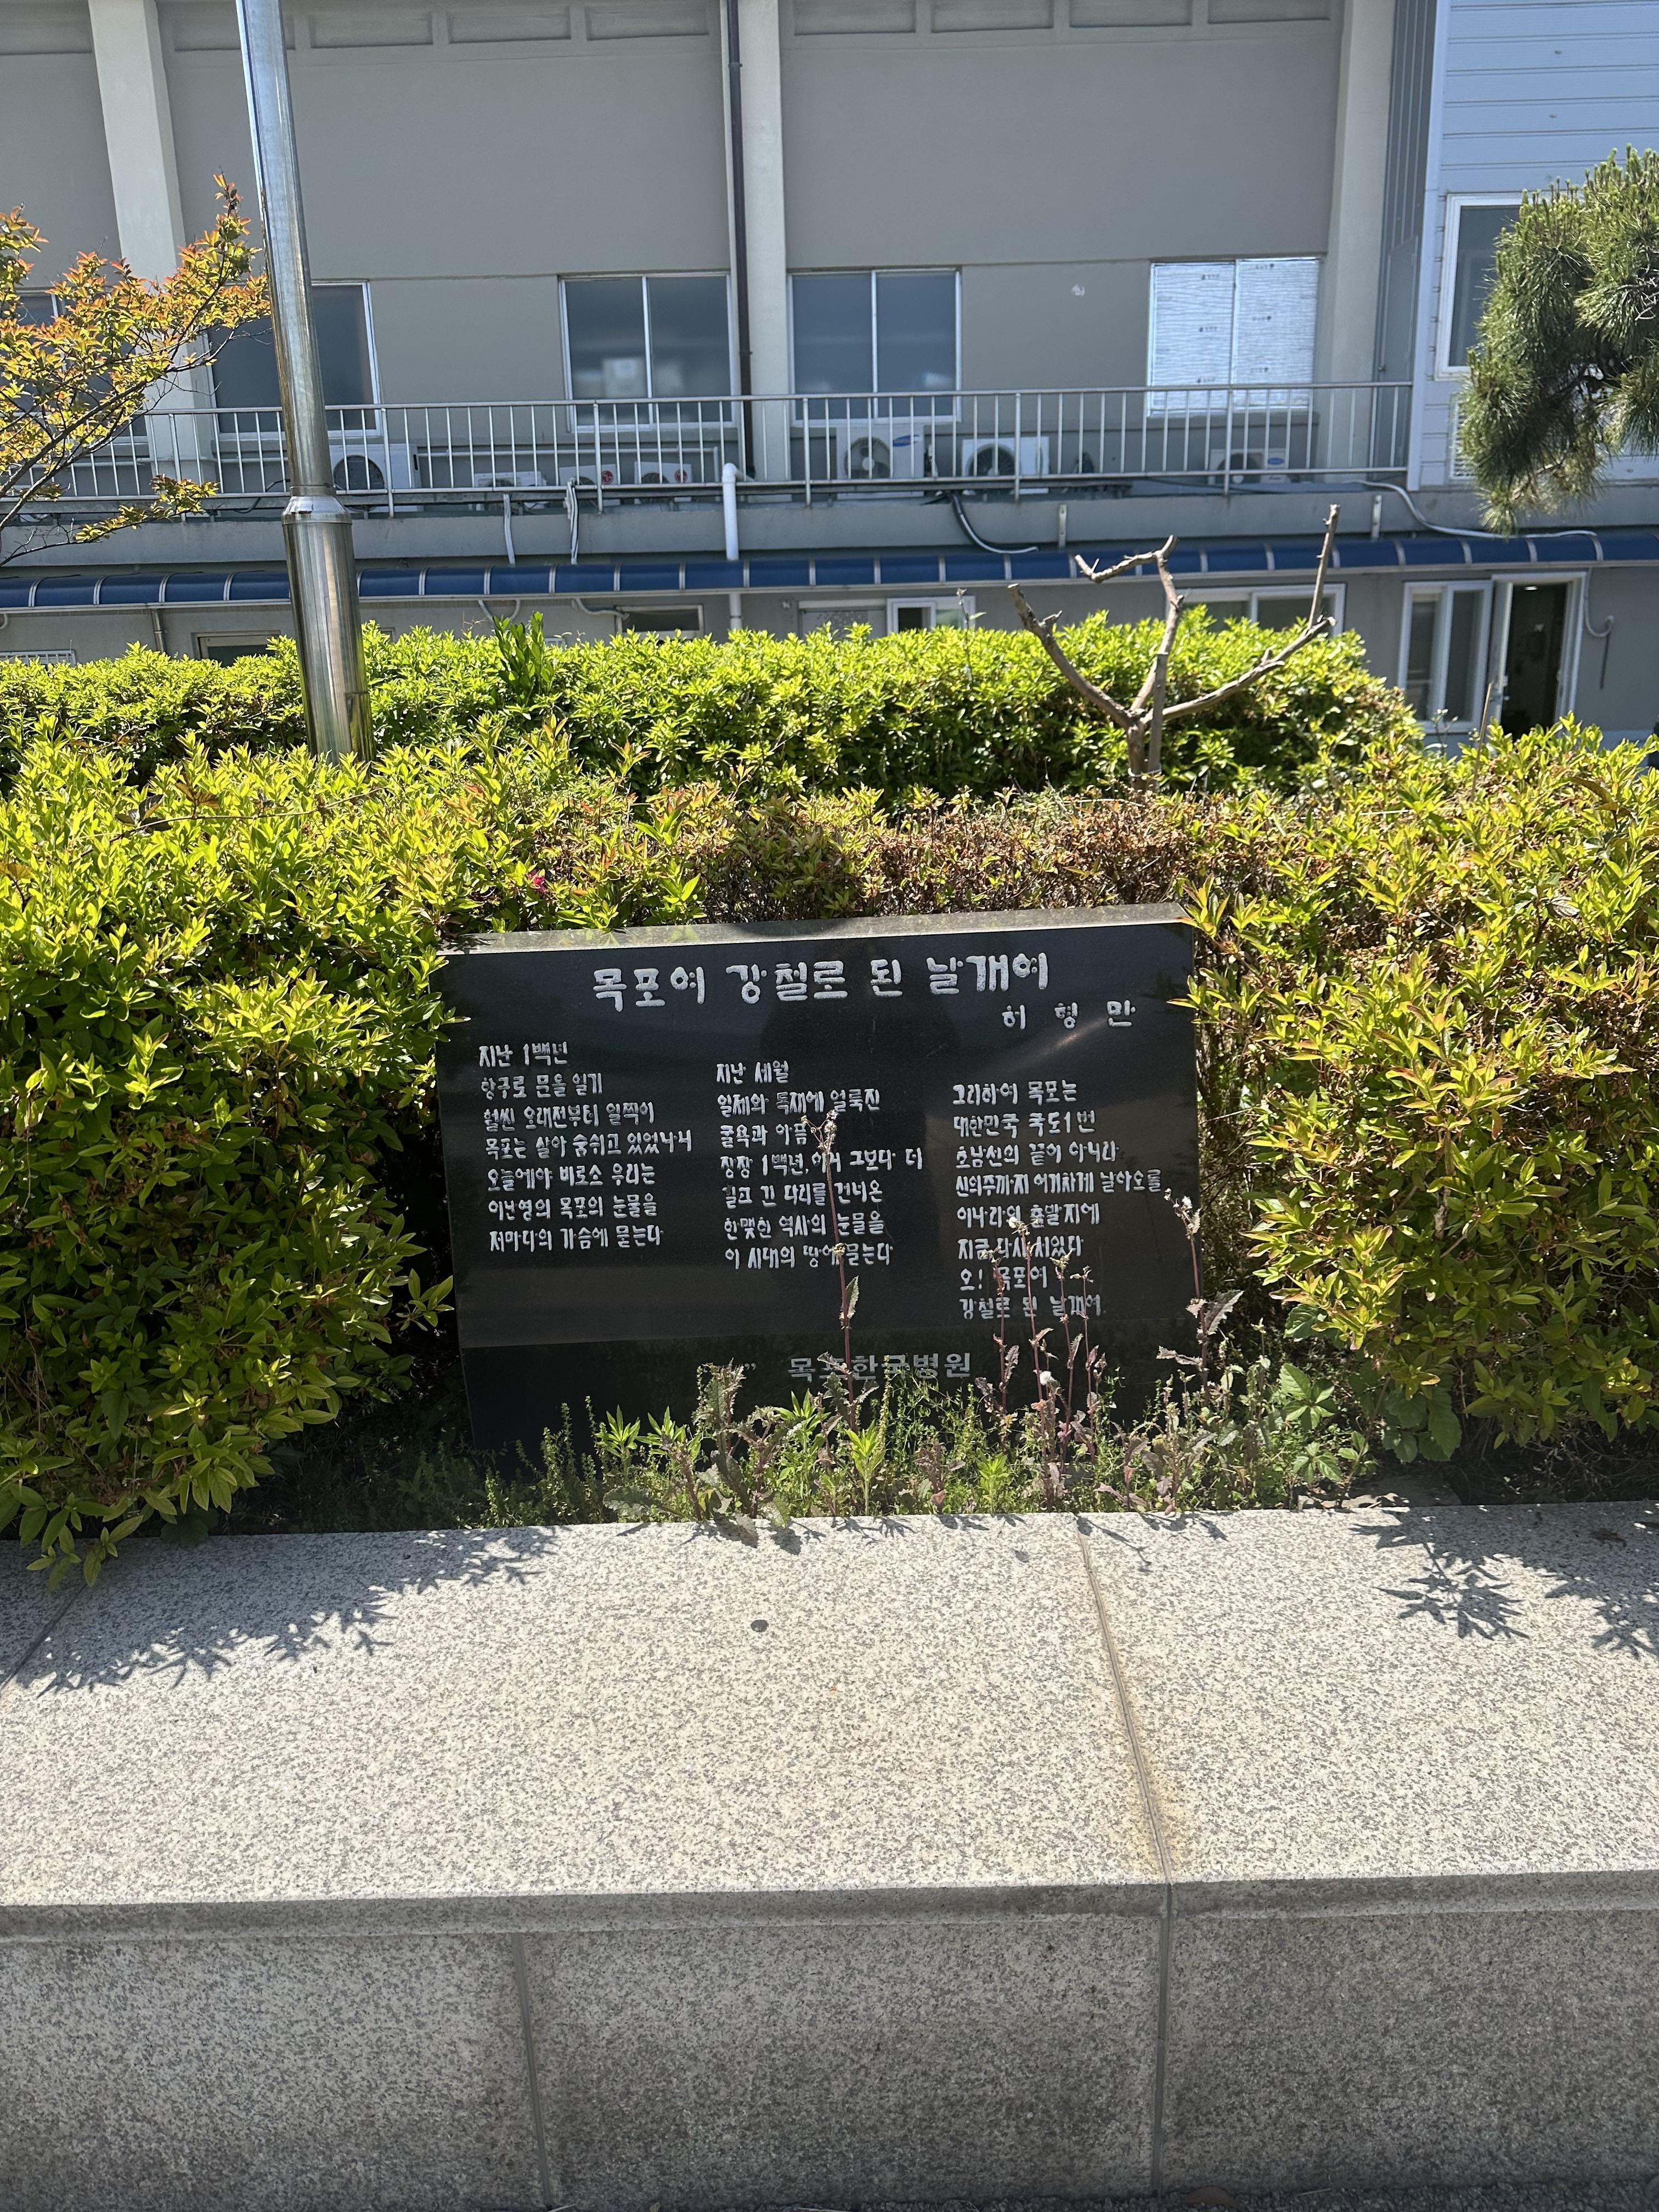 목포여 강철로 된 날개여
허 형 만
지난 1백년
항구로 문을 열기
훨씬 오래전부터 일찍이
목포는 살아 숨쉬고 있었나니
오늘에야 비로소 우리는
이난영의 목포의 눈물을
저마다의 가슴에 묻는다
지난 세월
일제와 독재에 얼룩진
굴욕과 아픔
장장 1백년, 아니 그보다 더
길고 긴 다리를 건너온
한맺힌 역사의 눈물을
이 시대의 땅에 묻는다
그리하여 목포는
대한민국 국도1번
호남선의 끝이 아니라
신의주까지 어기차게 날아오를
이나라의 출발지에
지금 다시 서있다
오! 목포여
강철로 된 날개여
목포한국병원